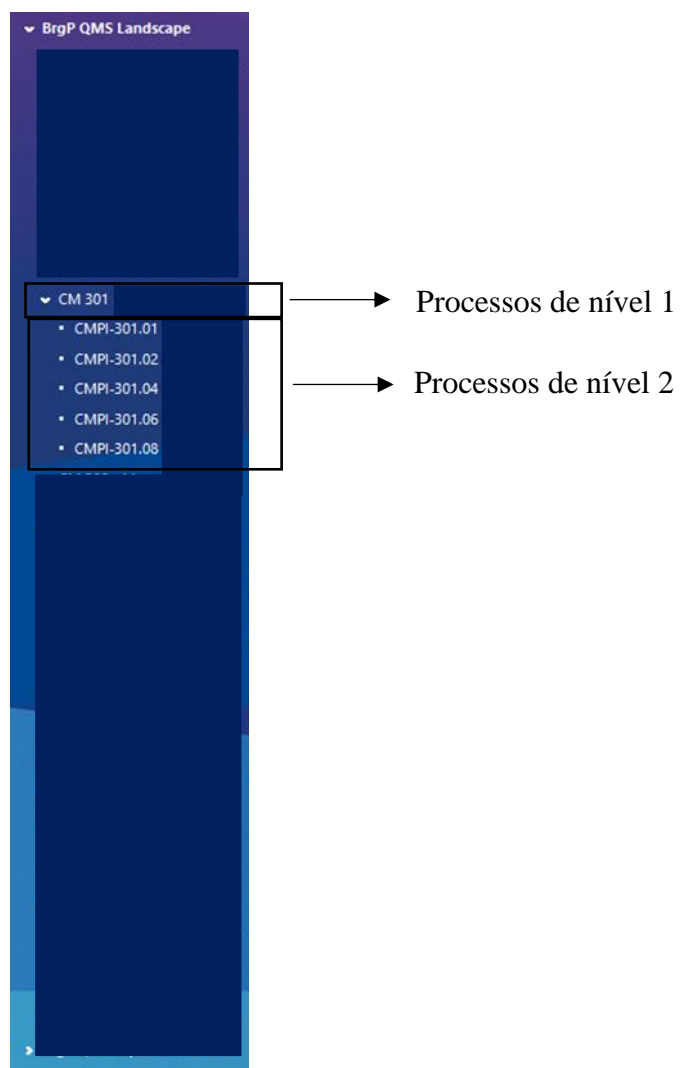 BrgP QMS Landscape
CM 301
Processos de nível 1
CMPI-301.01
CMPI-301.02
CMPI-301.04
Processos de nível 2
CMPI-301.06
CMPI-301.08